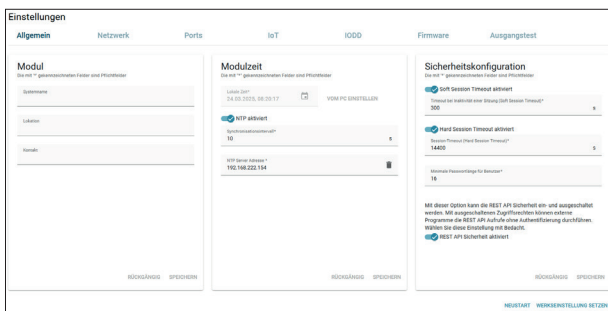 Einstellungen
Allgemein Netzwerk Ports IoT IODD Firmware Ausgangstest
Modul
Die mit "*" gekennzeichneten Felder sind Pflichtfelder
Systemname
Lokation
Kontakt
RÜCKGÄNGIG SPEICHERN
Modulzeit
Die mit "*" gekennzeichneten Felder sind Pflichtfelder
Lokale Zeit*
24.03.2025, 08:20:17
VOM PC EINSTELLEN
NTP aktiviert
Synchronisationsintervall*
10 s
NTP Server Adresse *
192.168.222.154
RÜCKGÄNGIG SPEICHERN
Sicherheitskonfiguration
Die mit "*" gekennzeichneten Felder sind Pflichtfelder
Soft Session Timeout aktiviert
Timeout bei Inaktivität einer Sitzung (Soft Session Timeout)*
300 s
Hard Session Timeout aktiviert
Session Timeout (Hard Session Timeout)*
14400 s
Minimale Passwortlänge für Benutzer*
16
Mit dieser Option kann die REST API Sicherheit ein- und ausgeschaltet
werden. Mit ausgeschalteten Zugriffsrechten können externe
Programme die REST API Aufrufe ohne Authentifizierung durchführen.
Wählen Sie diese Einstellung mit Bedacht.
REST API Sicherheit aktiviert
RÜCKGÄNGIG SPEICHERN
NEUSTART WERKSEINSTELLUNG SETZEN